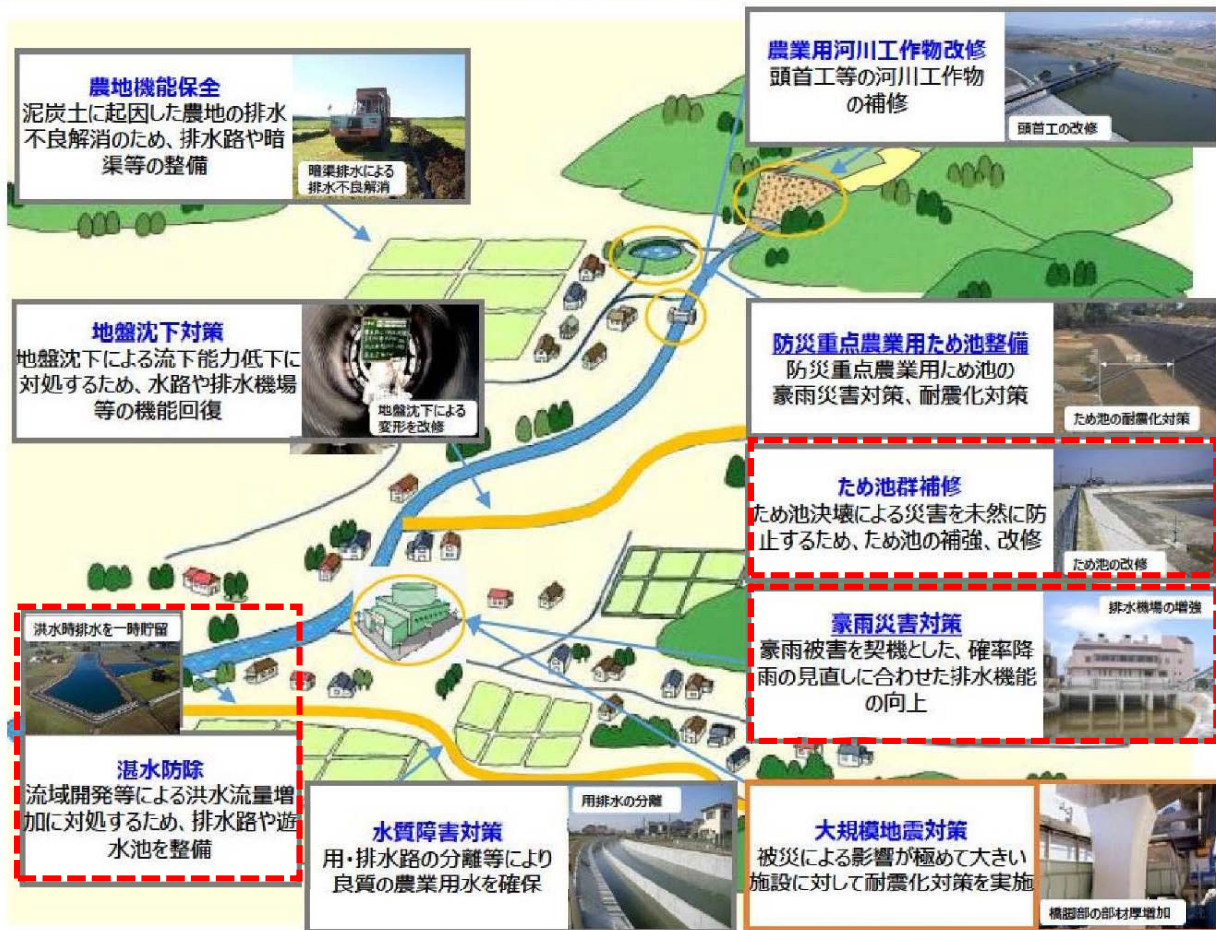 農地機能保全
泥炭土に起因した農地の排水
不良解消のため、排水路や暗
渠等の整備
暗渠排水による
排水不良解消
農業用河川工作物改修
頭首工等の河川工作物
の補修
頭首工の改修
地盤沈下対策
地盤沈下による流下能力低下に
対処するため、水路や排水機場
等の機能回復
地盤沈下による
変形を改修
防災重点農業用ため池整備
防災重点農業用ため池の
豪雨災害対策、耐震化対策
ため池の耐震化対策
ため池群補修
ため池決壊による災害を未然に防
止するため、ため池の補強、改修
ため池の改修
豪雨災害対策
豪雨被害を契機とした、確率降
雨の見直しに合わせた排水機能
の向上
排水機場の増強
洪水時排水を一時貯留
湛水防除
流域開発等による洪水流量増
加に対処するため、排水路や遊
水池を整備
水質障害対策
用・排水路の分離等により
良質の農業用水を確保
用排水の分離
大規模地震対策
被災による影響が極めて大きい
施設に対して耐震化対策を実施
橋脚部の部材厚増加